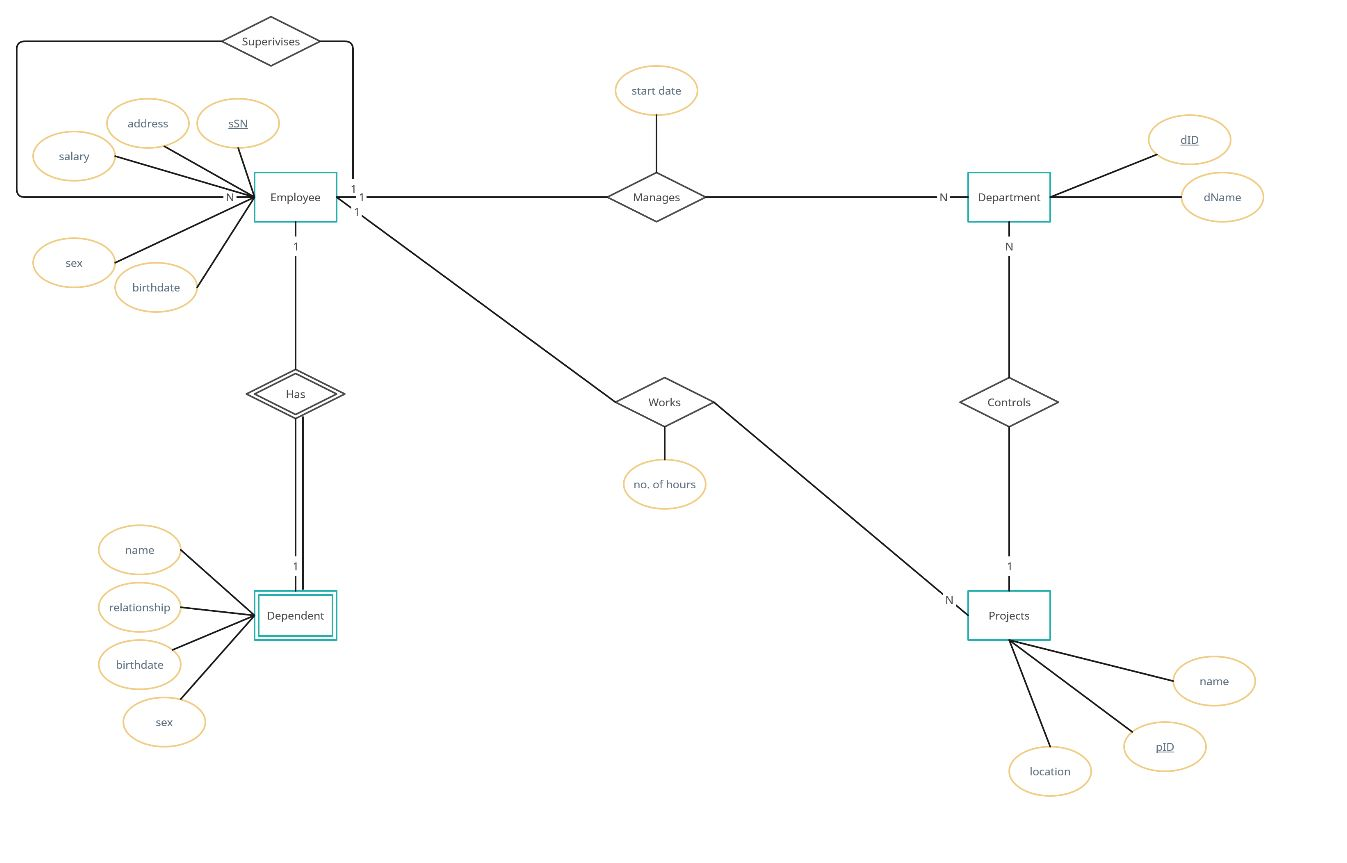 Superivises
start date
address
sSN
salary
dID
dName
Employee
Manages
Department
N
1
1
1
N
sex
birthdate
1
N
Has
Works
Controls
no. of hours
name
relationship
birthdate
sex
1
Dependent
1
N
Projects
name
pID
location